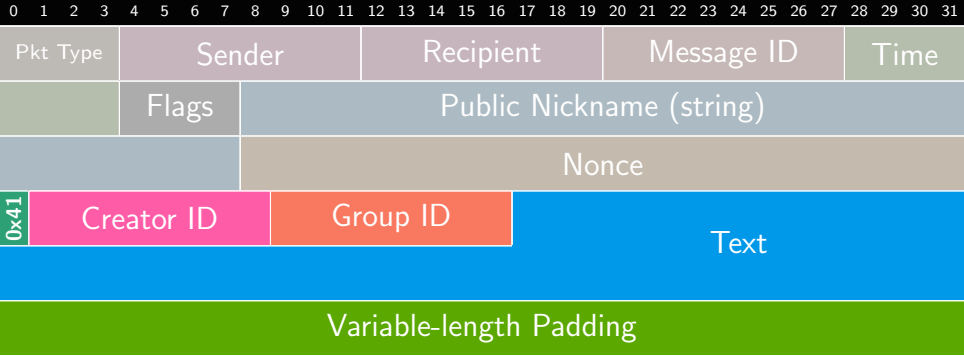 0 1 2 3 4 5 6 7 8 9 10 11 12 13 14 15 16 17 18 19 20 21 22 23 24 25 26 27 28 29 30 31
Pkt Type Sender Recipient Message ID Time
Flags Public Nickname (string)
Nonce
0x41 Creator ID Group ID
Text
Variable-length Padding